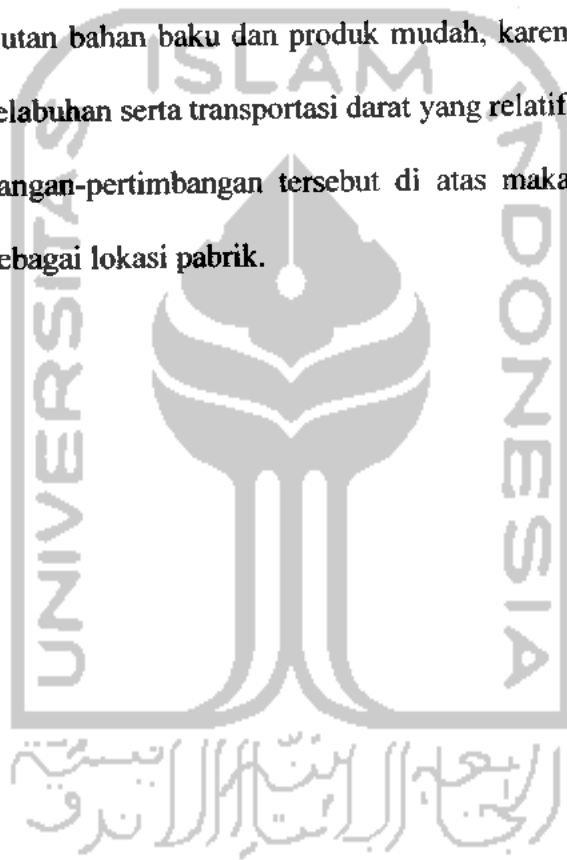 utan bahan baku dan produk mudah, karen
elabuhan serta transportasi darat yang relatif
angan-pertimbangan tersebut di atas maka
ebagai lokasi pabrik.
ISLAM
UNIVERSITAS
INDONESIA